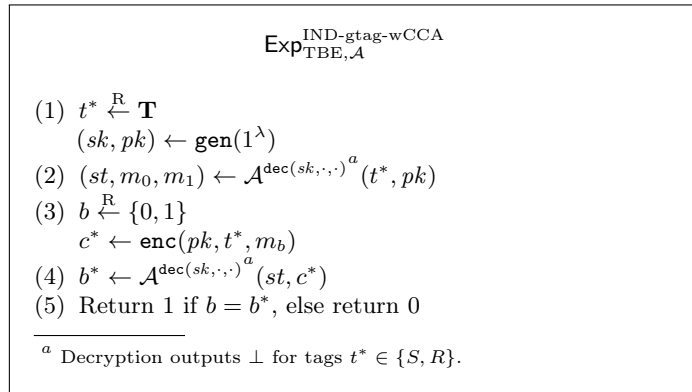 Exp^{IND-gtag-wCCA}_{TBE,𝒜}
(1) t* ←^R T
(sk, pk) ← gen(1^λ)
(2) (st, m_0, m_1) ← 𝒜^{dec(sk,·,·)^a}(t*, pk)
(3) b ←^R {0, 1}
c* ← enc(pk, t*, m_b)
(4) b* ← 𝒜^{dec(sk,·,·)^a}(st, c*)
(5) Return 1 if b = b*, else return 0
^a Decryption outputs ⊥ for tags t* ∈ {S, R}.